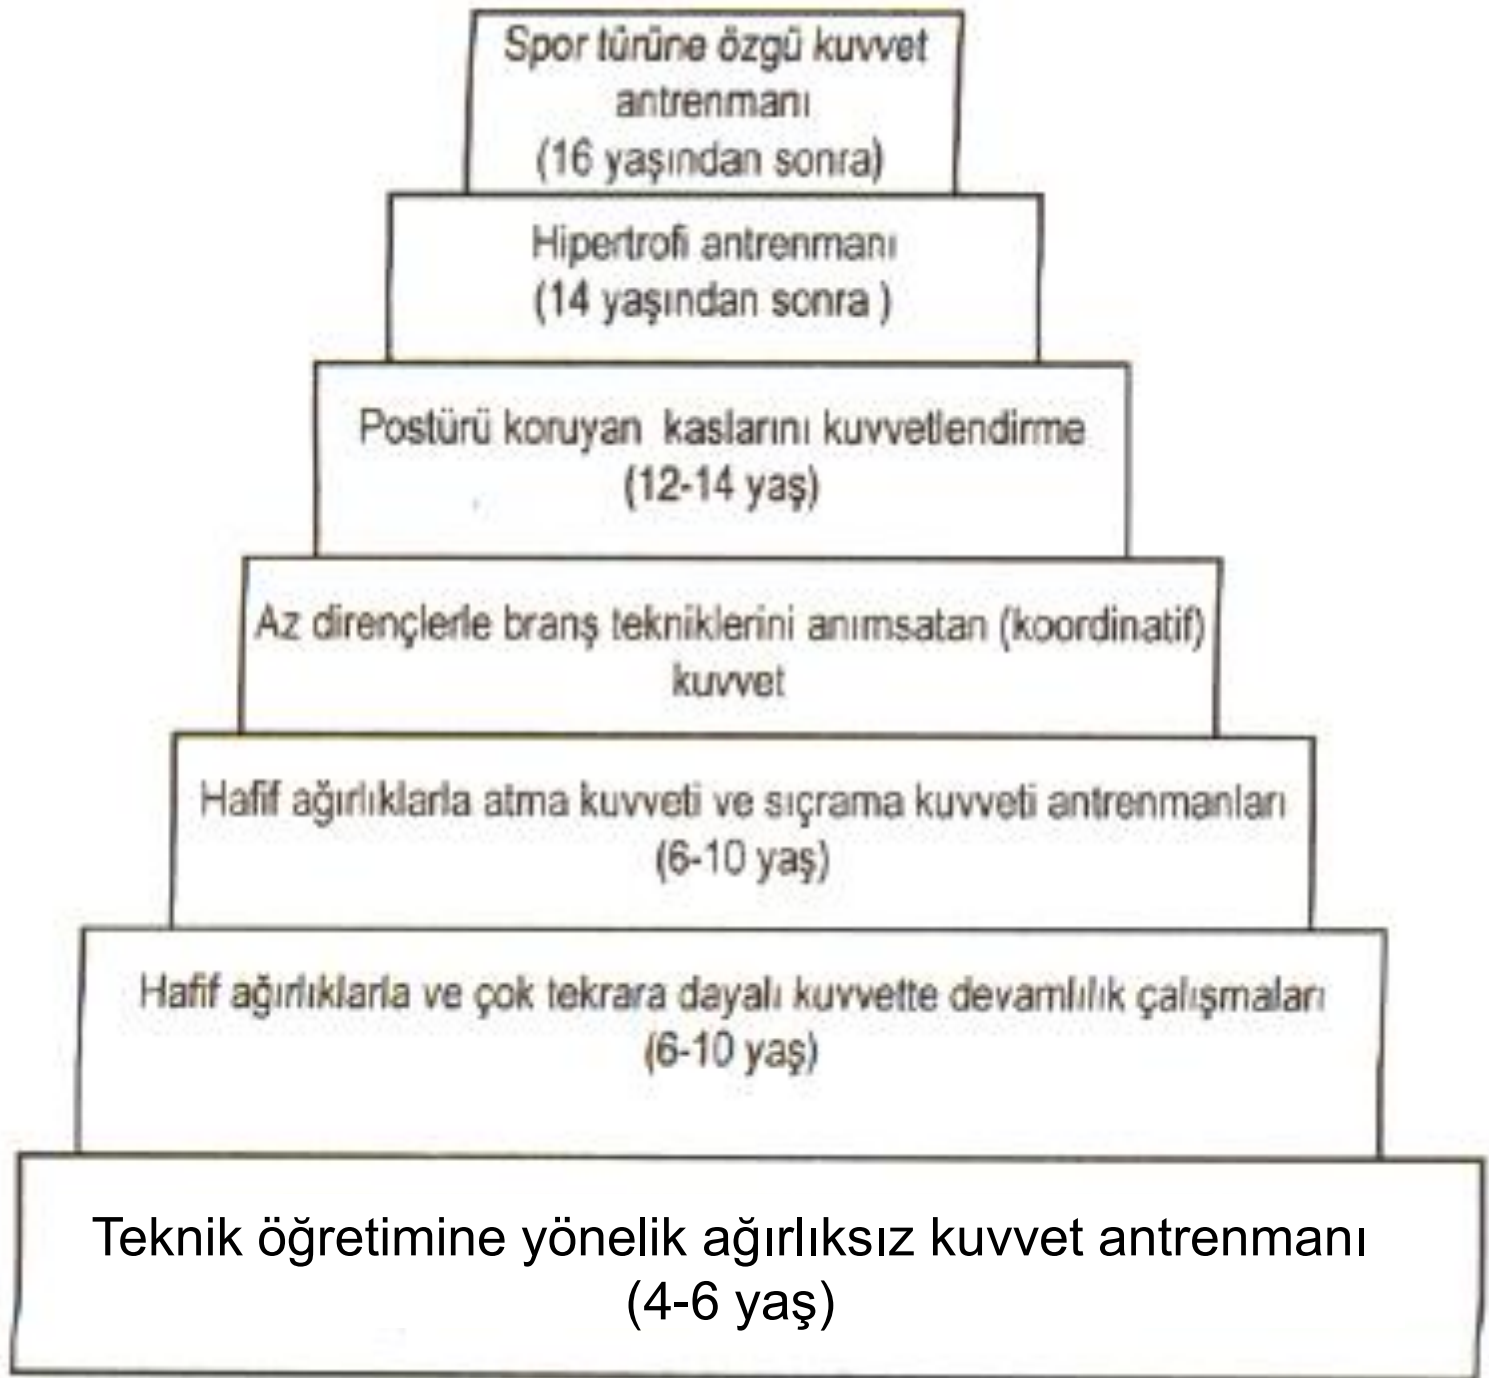 Spor türüne özgü kuvvet
antrenmanı
(16 yaşından sonra)
Hipertrofi antrenmanı
(14 yaşından sonra )
Postürü koruyan kaslarını kuvvetlendirme
(12-14 yaş)
Az dirençlerle branş tekniklerini anımsatan (koordinatif)
kuvvet
Hafif ağırlıklarla atma kuvveti ve sıçrama kuvveti antrenmanları
(6-10 yaş)
Hafif ağırlıklarla ve çok tekrara dayalı kuvvette devamlılık çalışmaları
(6-10 yaş)
Teknik öğretimine yönelik ağırlıksız kuvvet antrenmanı
(4-6 yaş)